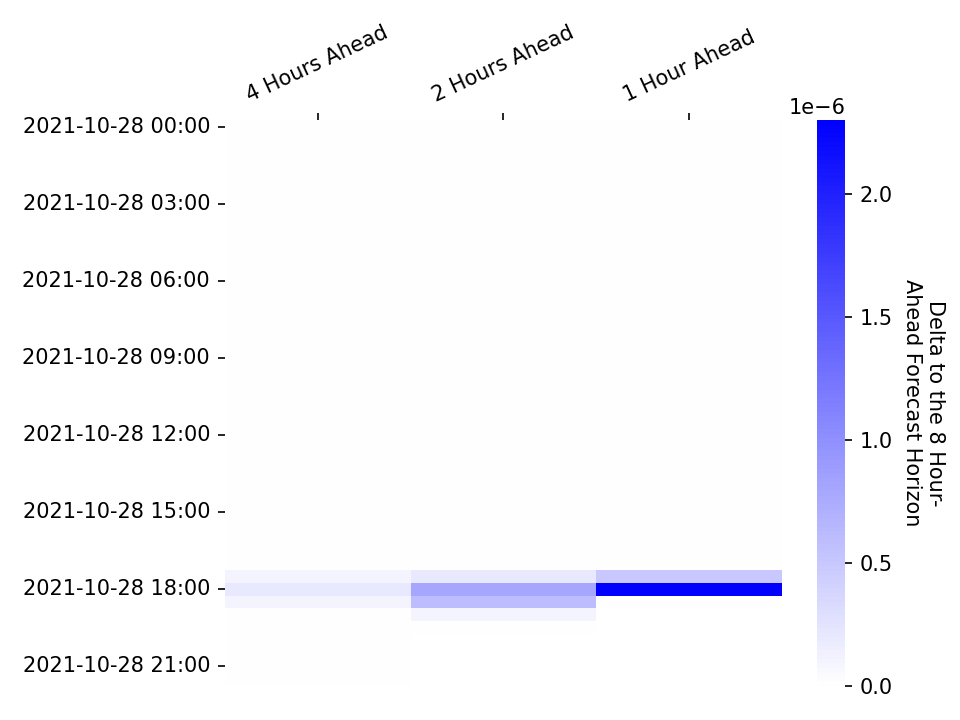 4 Hours Ahead
2 Hours Ahead
1 Hour Ahead
1e−6
2021-10-28 00:00
2021-10-28 03:00
2021-10-28 06:00
2021-10-28 09:00
2021-10-28 12:00
2021-10-28 15:00
2021-10-28 18:00
2021-10-28 21:00
2.0
1.5
1.0
0.5
0.0
Delta to the 8 Hour-
Ahead Forecast Horizon